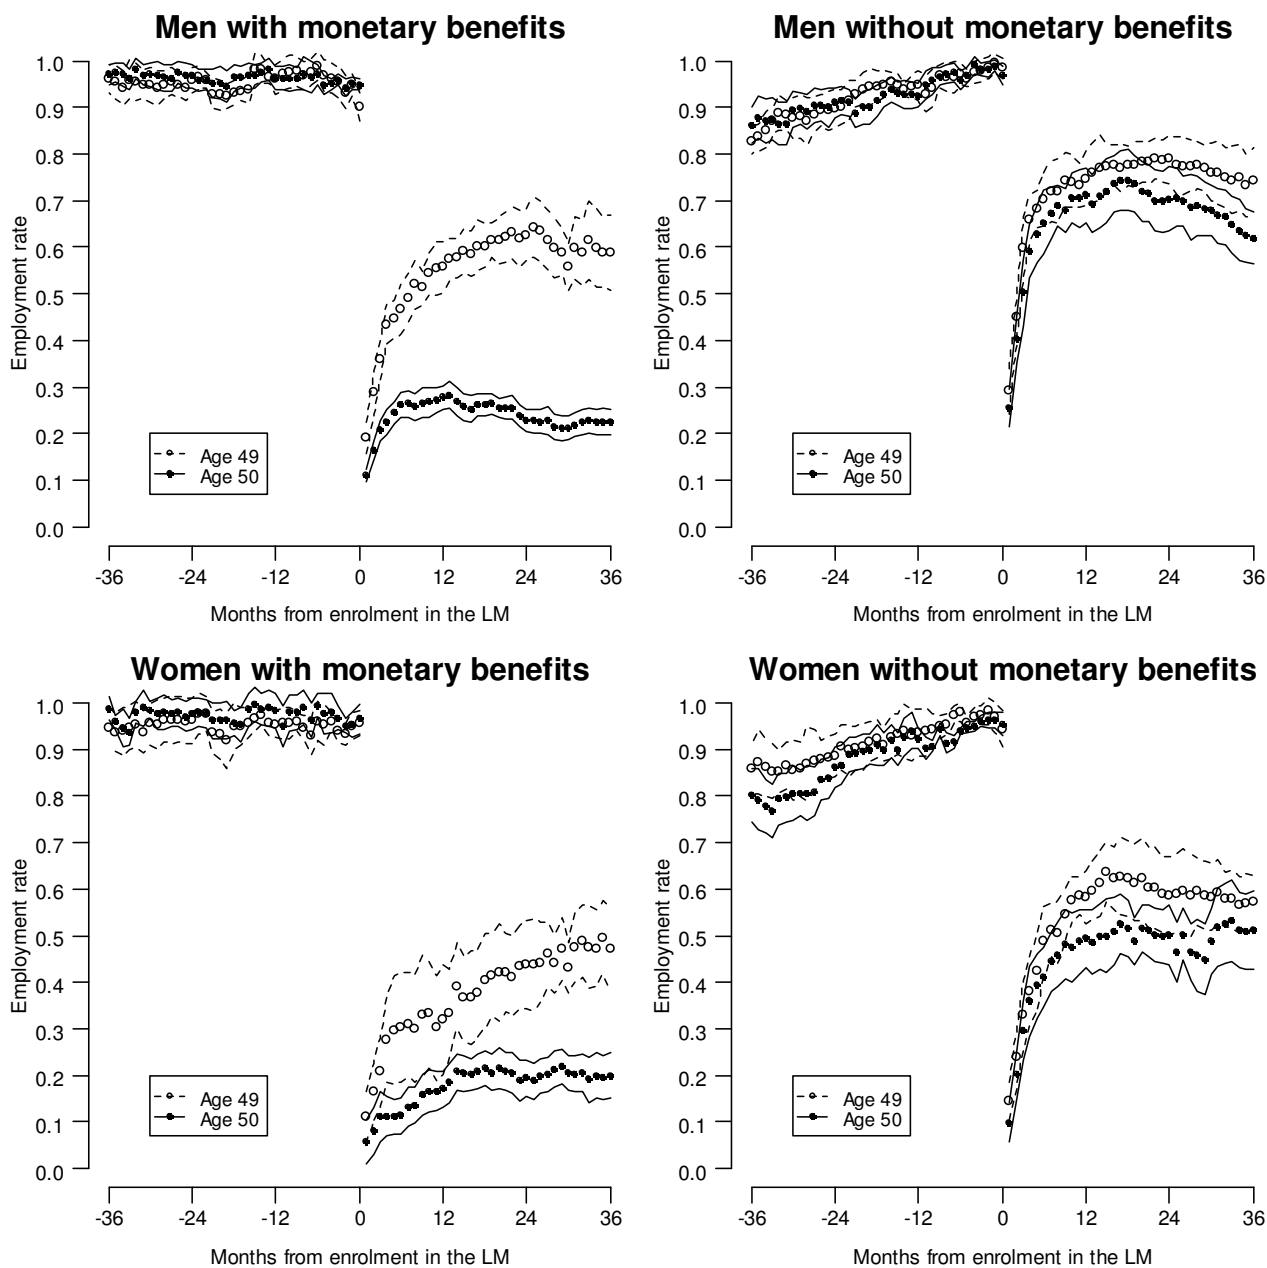 Men with monetary benefits
Employment rate
1.0
0.9
0.8
0.7
0.6
0.5
0.4
0.3
0.2
0.1
0.0
Age 49
Age 50
-36 -24 -12 0 12 24 36
Months from enrolment in the LM
Men without monetary benefits
Employment rate
1.0
0.9
0.8
0.7
0.6
0.5
0.4
0.3
0.2
0.1
0.0
Age 49
Age 50
-36 -24 -12 0 12 24 36
Months from enrolment in the LM
Women with monetary benefits
Employment rate
1.0
0.9
0.8
0.7
0.6
0.5
0.4
0.3
0.2
0.1
0.0
Age 49
Age 50
-36 -24 -12 0 12 24 36
Months from enrolment in the LM
Women without monetary benefits
Employment rate
1.0
0.9
0.8
0.7
0.6
0.5
0.4
0.3
0.2
0.1
0.0
Age 49
Age 50
-36 -24 -12 0 12 24 36
Months from enrolment in the LM